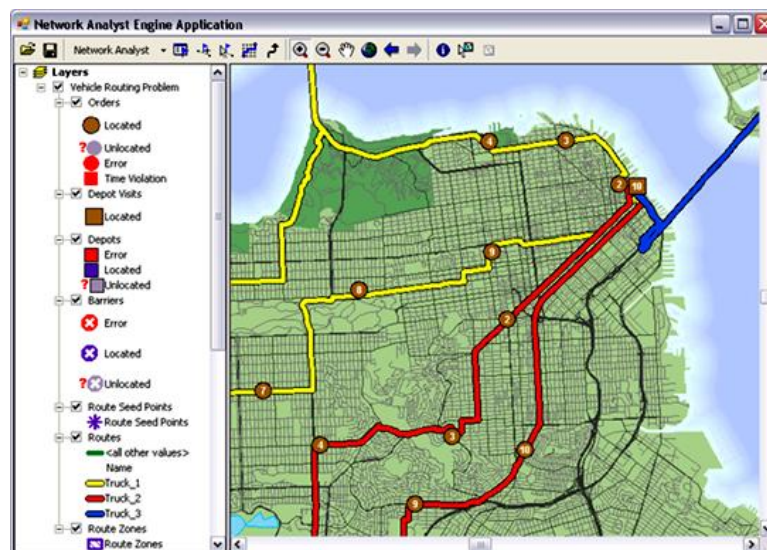 Network Analyst Engine Application
Network Analyst
Layers
Vehicle Routing Problem
Orders
Located
? Unlocated
Error
Time Violation
Depot Visits
Located
Depots
Error
Located
? Unlocated
Barriers
Error
Located
? Unlocated
Route Seed Points
Route Seed Points
Routes
<all other values>
Name
Truck_1
Truck_2
Truck_3
Route Zones
Route Zones
4
3
2
10
9
8
2
7
4
3
10
9